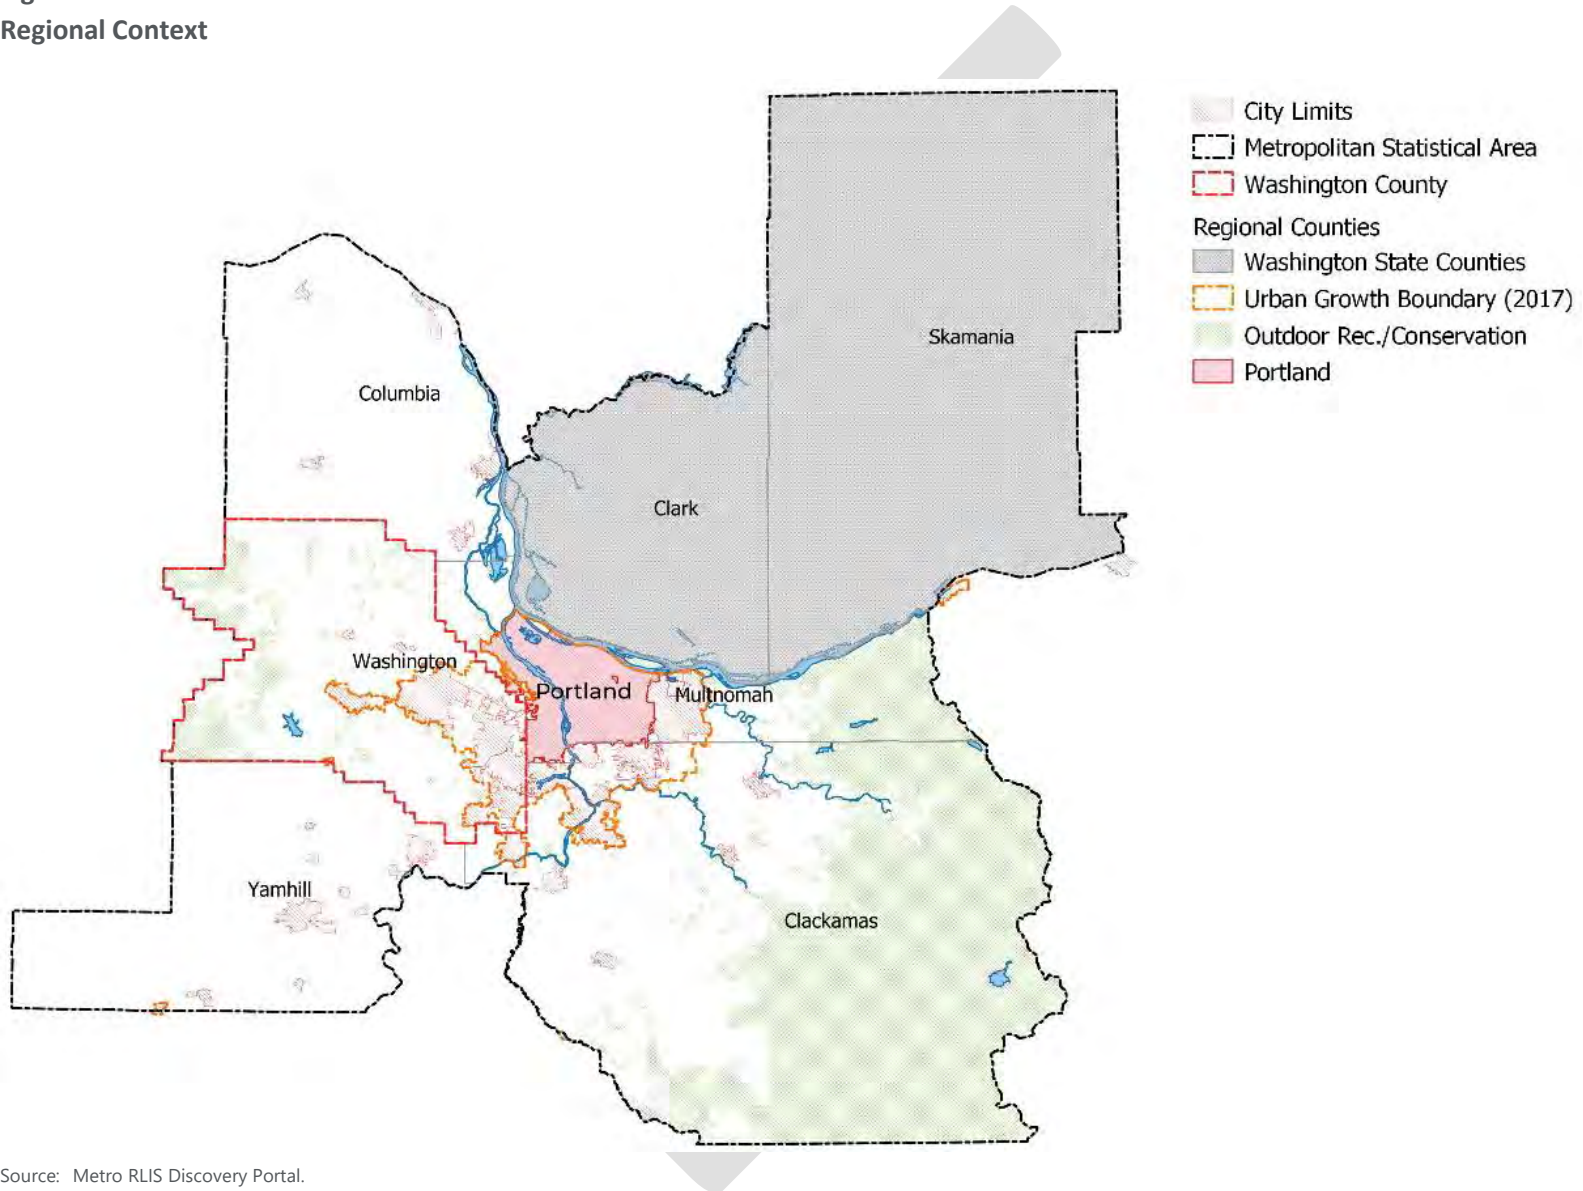 Regional Context
City Limits
Metropolitan Statistical Area
Washington County
Regional Counties
Washington State Counties
Urban Growth Boundary (2017)
Outdoor Rec./Conservation
Portland
Skamania
Columbia
Clark
Washington
Portland
Multnomah
Yamhill
Clackamas
Source: Metro RLIS Discovery Portal.